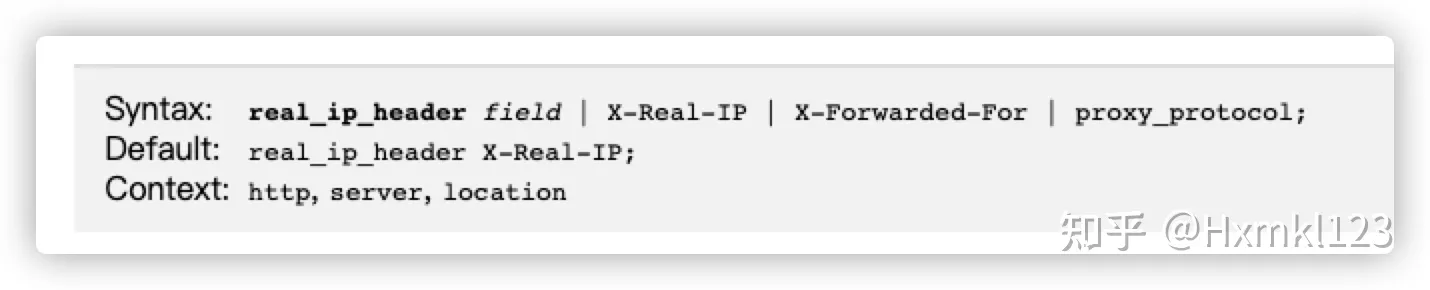 Syntax: real_ip_header field | X-Real-IP | X-Forwarded-For | proxy_protocol;
Default: real_ip_header X-Real-IP;
Context: http, server, location
知乎 @Hxmkl123